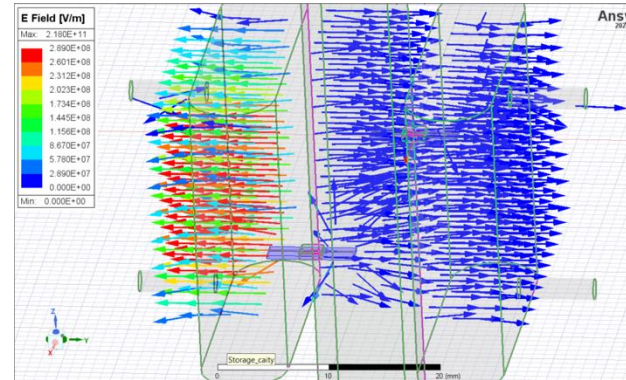 E Field [V/m]
Max: 2.180E+11
2.890E+08
2.601E+08
2.312E+08
2.023E+08
1.734E+08
1.445E+08
1.156E+08
8.670E+07
5.780E+07
2.890E+07
0.000E+00
Min: 0.000E+00
Ans
202
Z
Y
X
Storage_caity
0
10
20 (mm)